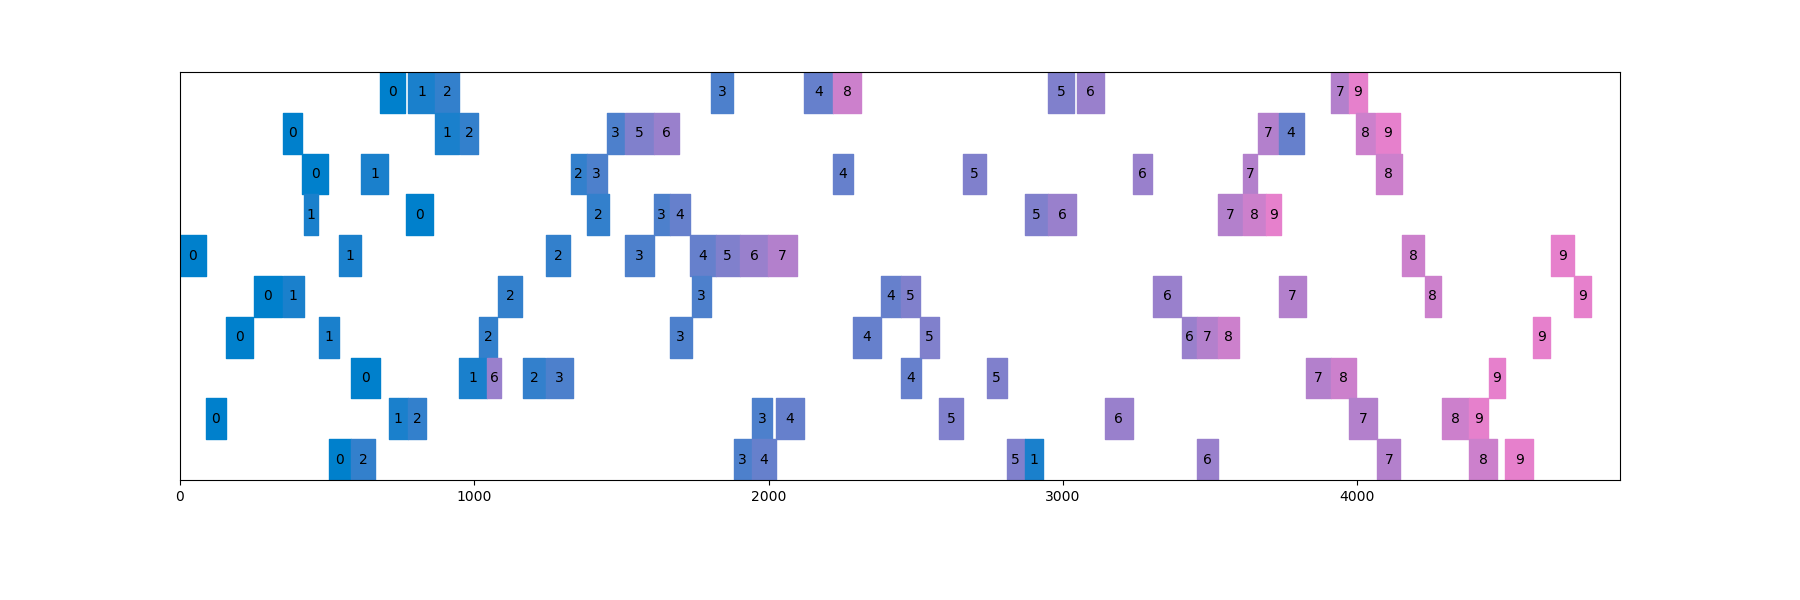 0 1 2 3 4 8 5 6 7 9
0 1 2 3 5 6 7 4 8 9
0 1 2 3 4 5 6 7 8
1 0 2 3 4 5 6 7 8 9
0 1 2 3 4 5 6 7 8 9
0 1 2 3 4 5 6 7 8 9
0 1 2 3 4 5 6 7 8 9
0 1 6 2 3 4 5 7 8 9
0 1 2 3 4 5 6 7 8 9
0 2 3 4 5 1 6 7 8 9
0 1000 2000 3000 4000